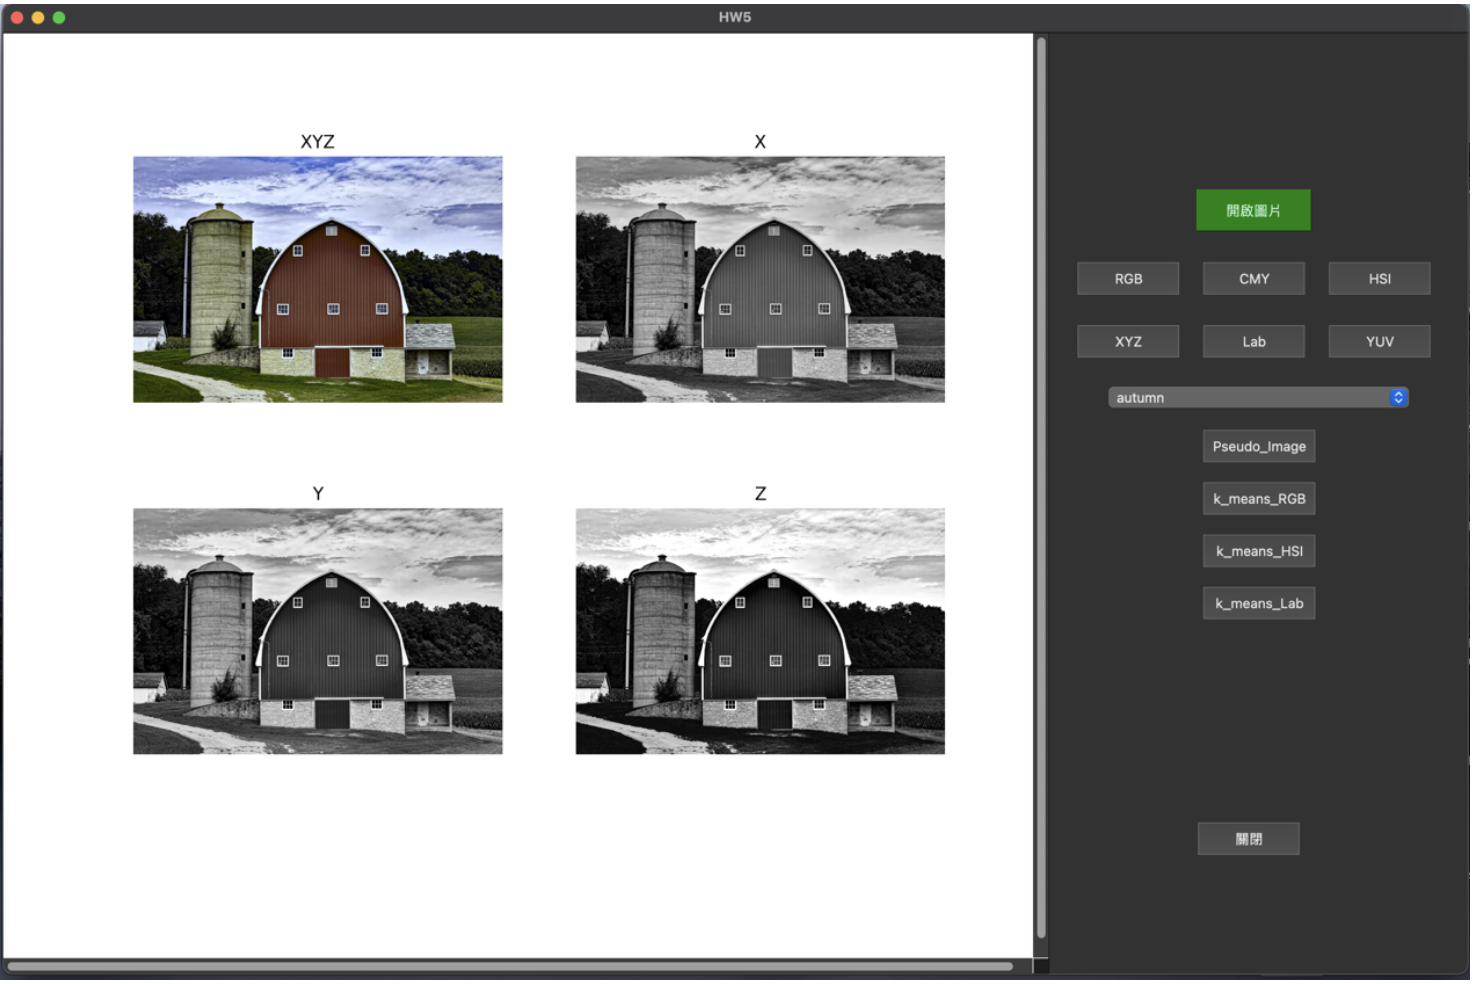 HW5
XYZ
X
Y
Z
開啟圖片
RGB CMY HSI
XYZ Lab YUV
autumn
Pseudo_Image
k_means_RGB
k_means_HSI
k_means_Lab
關閉